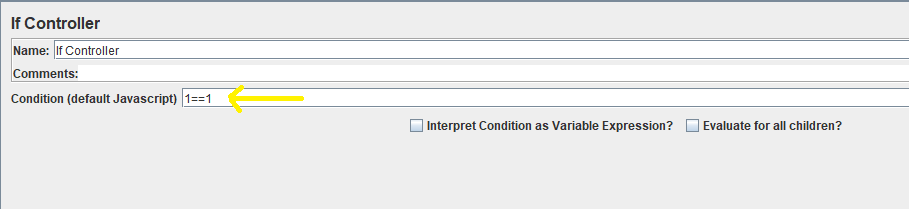 If Controller
Name: If Controller
Comments:
Condition (default Javascript) 1==1
Interpret Condition as Variable Expression? Evaluate for all children?